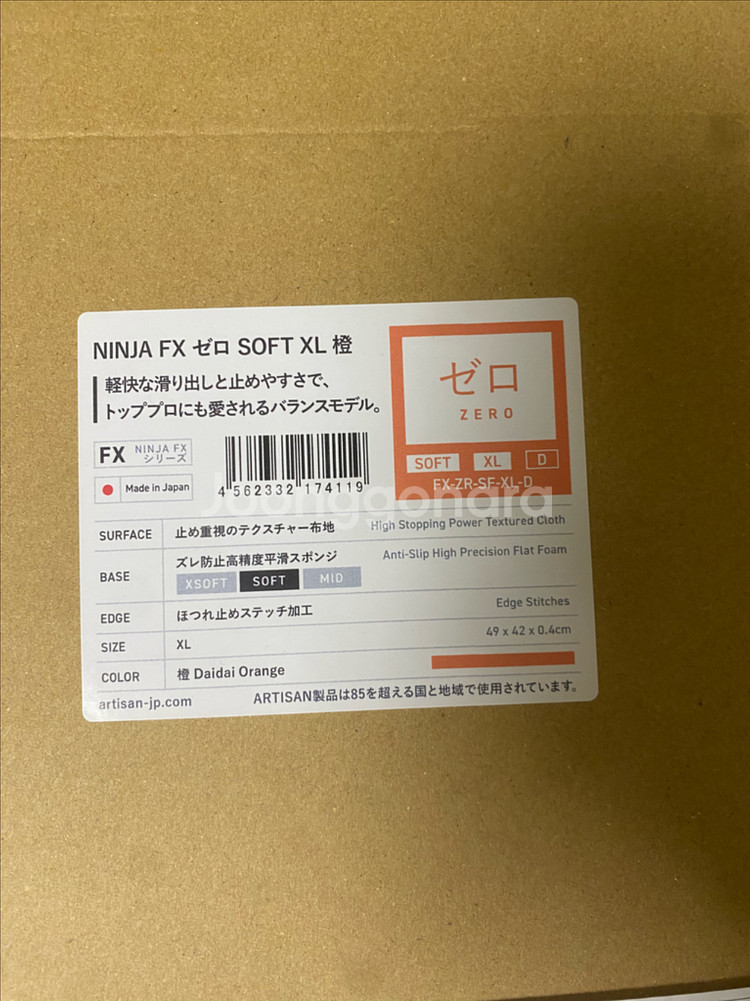 NINJA FX ゼロ SOFT XL 橙
軽快な滑り出しと止めやすさで、
トッププロにも愛されるバランスモデル。
FX NINJA FX シリーズ
Made in Japan
4 562332 174119
ゼロ
ZERO
SOFT XL D
FX-ZR-SF-XL-D
Joonggonara
SURFACE 止め重視のテクスチャー布地 High Stopping Power Textured Cloth
BASE ズレ防止高精度平滑スポンジ Anti-Slip High Precision Flat Foam
XSOFT SOFT MID
EDGE ほつれ止めステッチ加工 Edge Stitches
SIZE XL 49 x 42 x 0.4cm
COLOR 橙 Daidai Orange
artisan-jp.com ARTISAN製品は85を超える国と地域で使用されています。